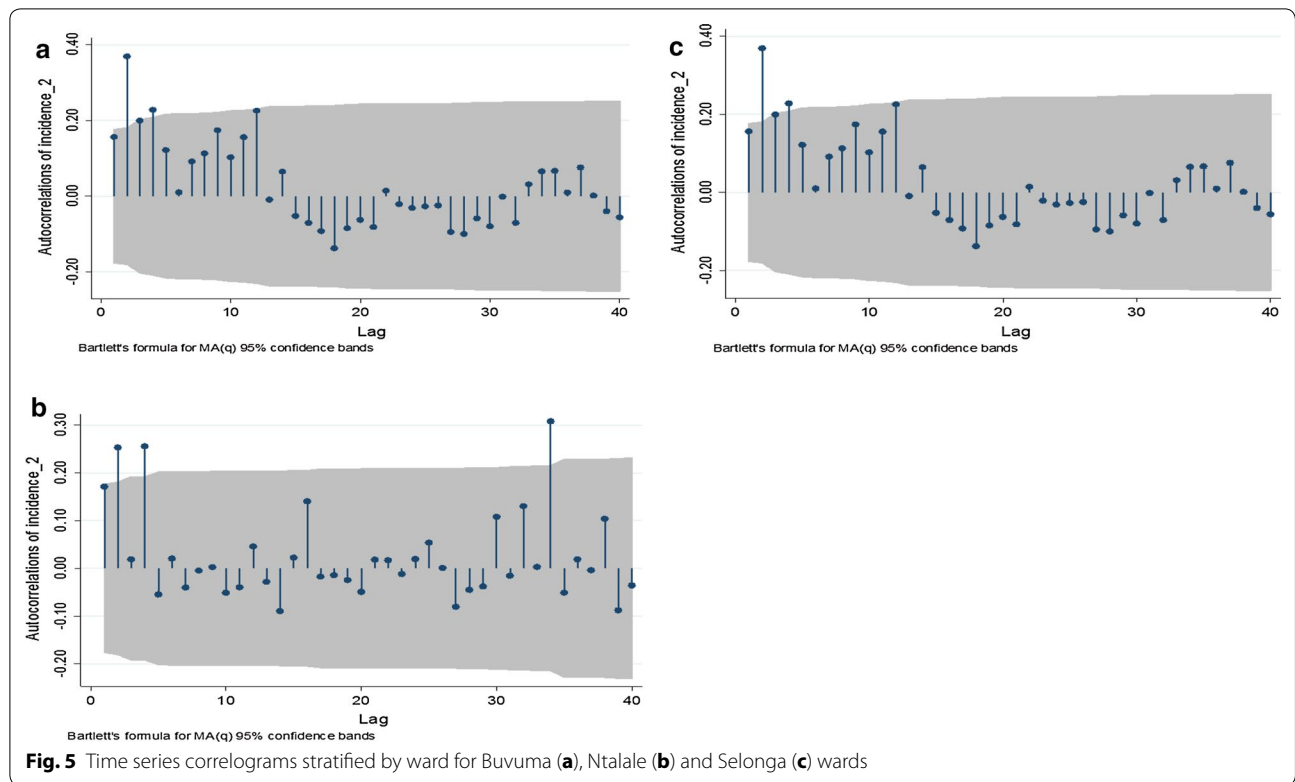 a
Autocorrelations of incidence_2
0.40
0.20
0.00
-0.20
0 10 20 30 40
Lag
Bartlett's formula for MA(q) 95% confidence bands
c
Autocorrelations of incidence_2
0.40
0.20
0.00
-0.20
0 10 20 30 40
Lag
Bartlett's formula for MA(q) 95% confidence bands
b
Autocorrelations of incidence_2
0.30
0.20
0.10
0.00
-0.10
-0.20
0 10 20 30 40
Lag
Bartlett's formula for MA(q) 95% confidence bands
Fig. 5 Time series correlograms stratified by ward for Buvuma (a), Ntalale (b) and Selonga (c) wards